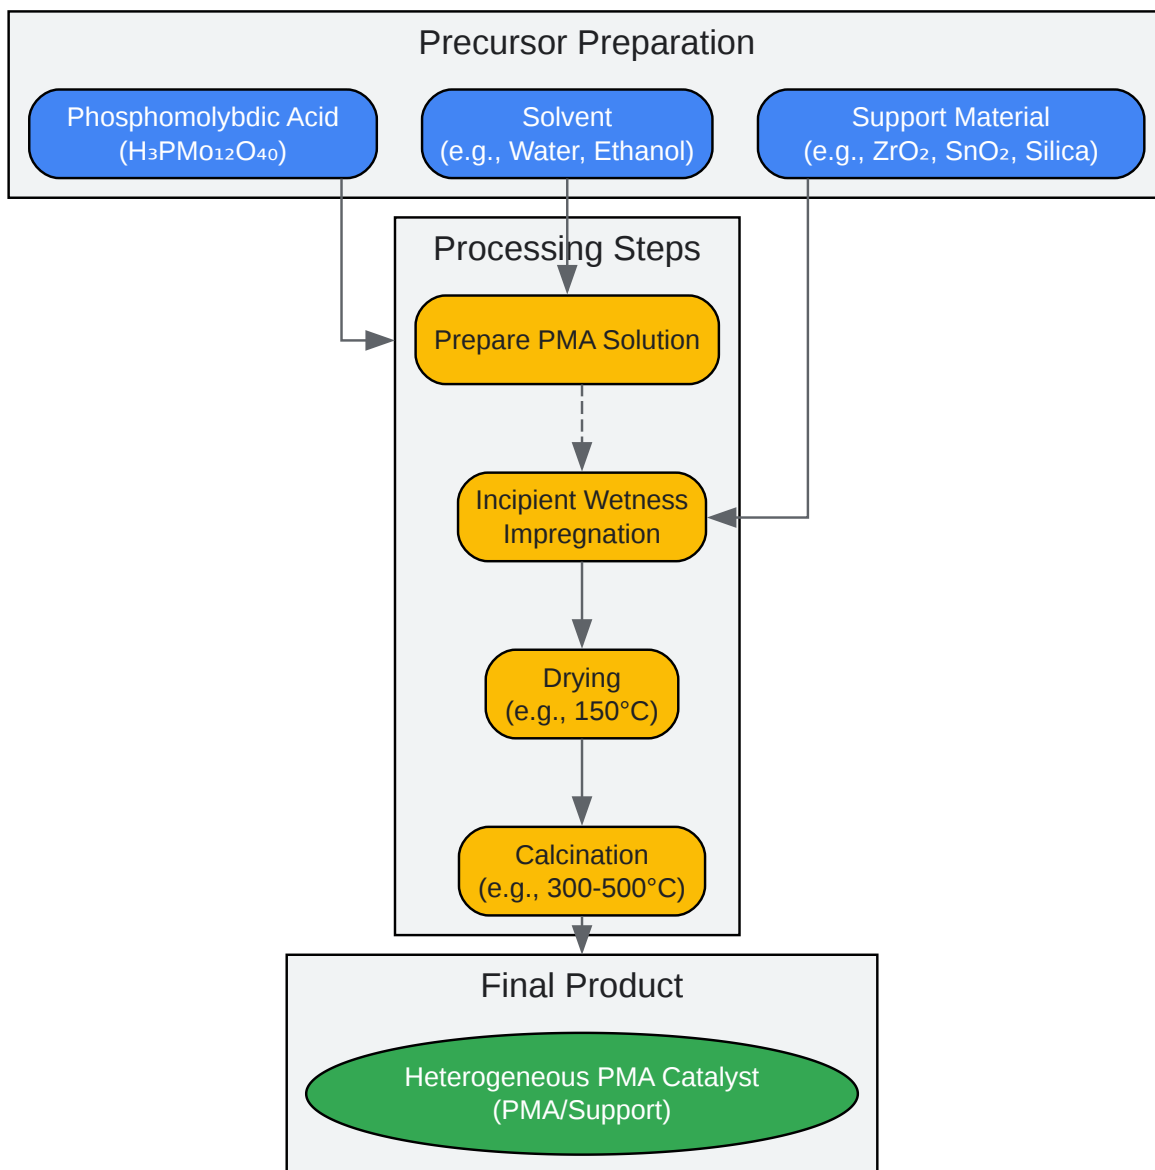 Precursor Preparation
Phosphomolybdic Acid
(H₃PMo₁₂O₄₀)
Solvent
(e.g., Water, Ethanol)
Support Material
(e.g., ZrO₂, SnO₂, Silica)
Processing Steps
Prepare PMA Solution
Incipient Wetness
Impregnation
Drying
(e.g., 150°C)
Calcination
(e.g., 300-500°C)
Final Product
Heterogeneous PMA Catalyst
(PMA/Support)